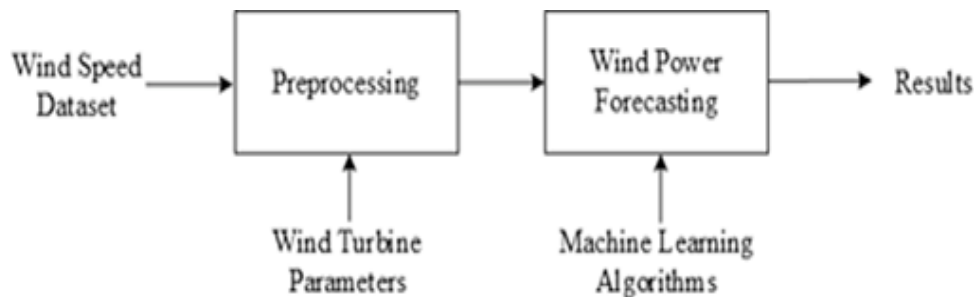 Wind Speed
Dataset
Preprocessing
Wind Power
Forecasting
Results
Wind Turbine
Parameters
Machine Learning
Algorithms